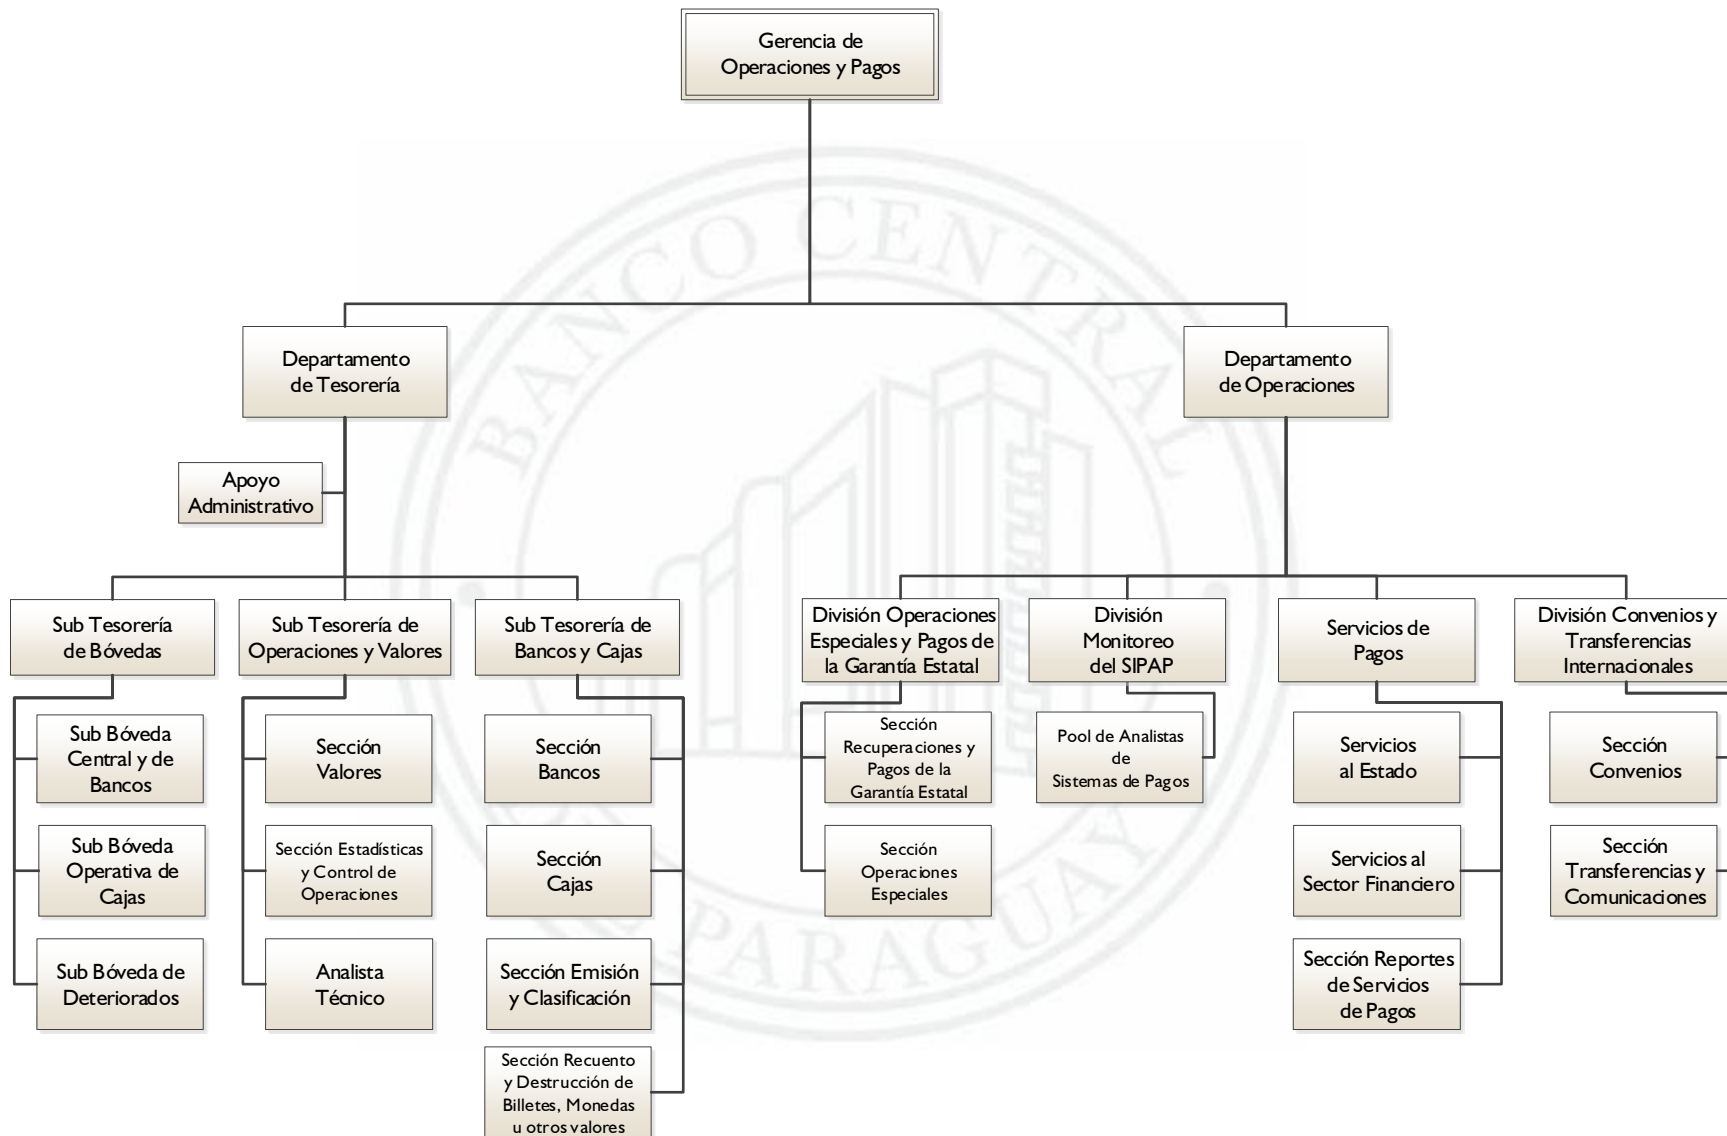 Gerencia de
Operaciones y Pagos
BANCO CENTRAL
DEL PARAGUAY
Departamento
de Tesorería
Departamento
de Operaciones
Apoyo
Administrativo
Sub Tesorería
de Bóvedas
Sub Tesorería de
Operaciones y Valores
Sub Tesorería de
Bancos y Cajas
División Operaciones
Especiales y Pagos de
la Garantía Estatal
División
Monitoreo
del SIPAP
Servicios de
Pagos
División Convenios y
Transferencias
Internacionales
Sub Bóveda
Central y de
Bancos
Sección
Valores
Sección
Bancos
Sección
Recuperaciones y
Pagos de la
Garantía Estatal
Pool de Analistas
de
Sistemas de Pagos
Servicios
al Estado
Sección
Convenios
Sub Bóveda
Operativa de
Cajas
Sección Estadísticas
y Control de
Operaciones
Sección
Cajas
Sección
Operaciones
Especiales
Servicios al
Sector Financiero
Sección
Transferencias y
Comunicaciones
Sub Bóveda de
Deteriorados
Analista
Técnico
Sección Emisión
y Clasificación
Sección Reportes
de Servicios
de Pagos
Sección Recuento
y Destrucción de
Billetes, Monedas
u otros valores